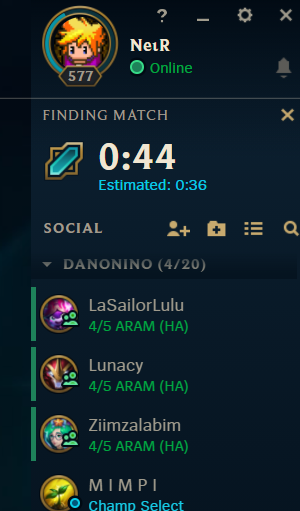 ?
NeιR
577
Online
FINDING MATCH
0:44
Estimated: 0:36
SOCIAL
DANONINO (4/20)
LaSailorLulu
4/5 ARAM (HA)
Lunacy
4/5 ARAM (HA)
Ziimzalabim
4/5 ARAM (HA)
M I M P I
Champ Select